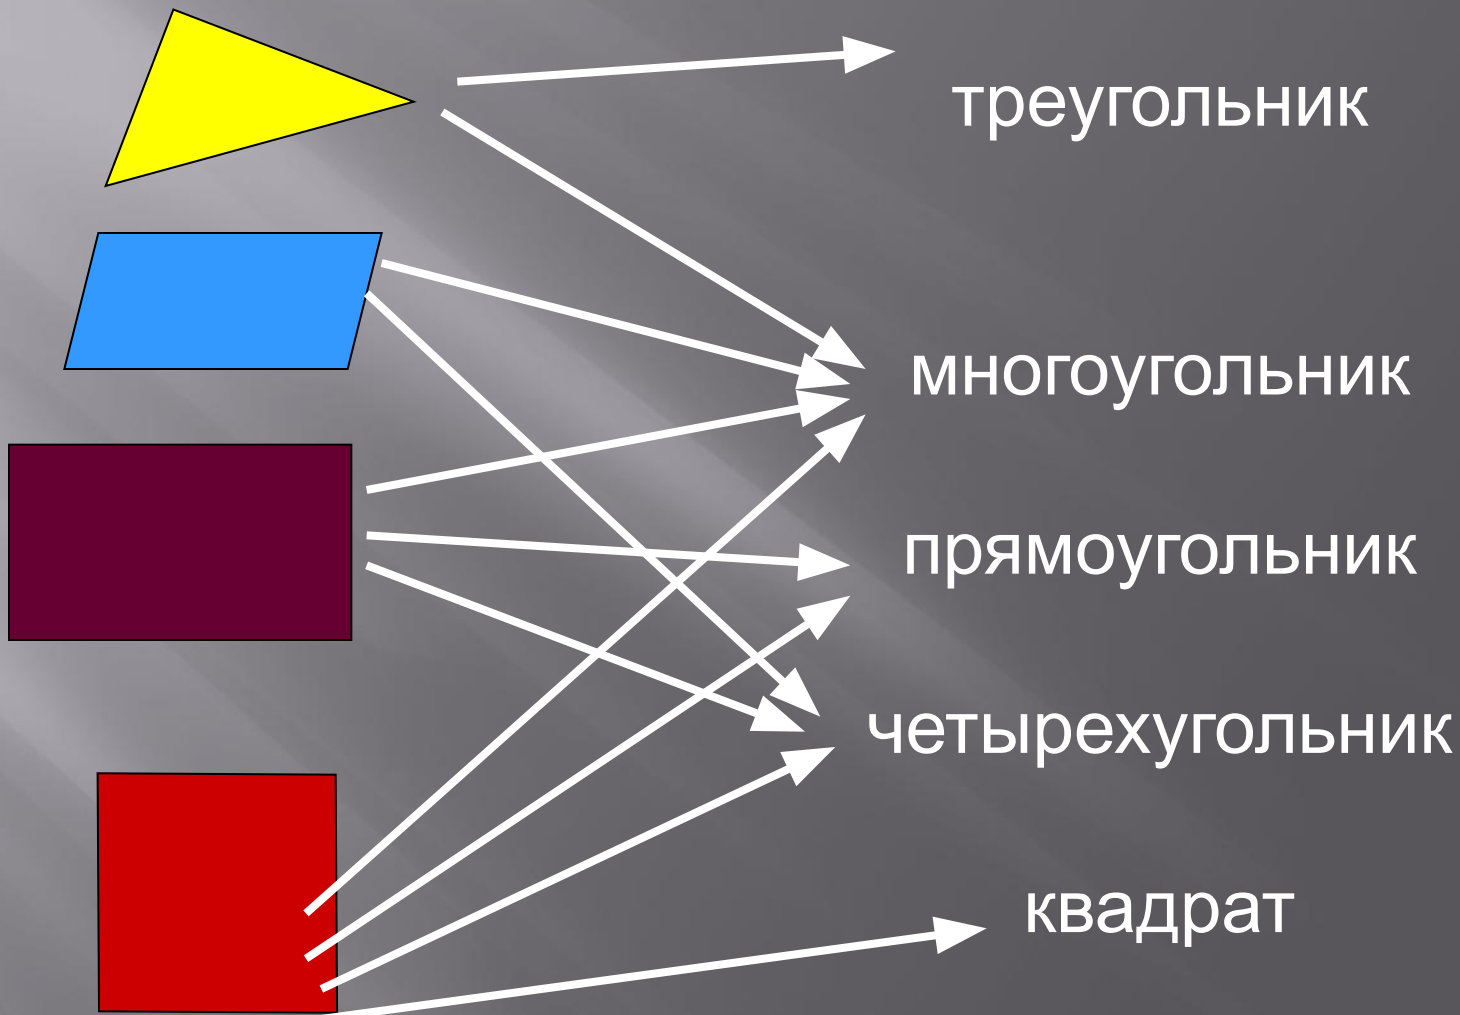 треугольник
многоугольник
прямоугольник
четырехугольник
квадрат